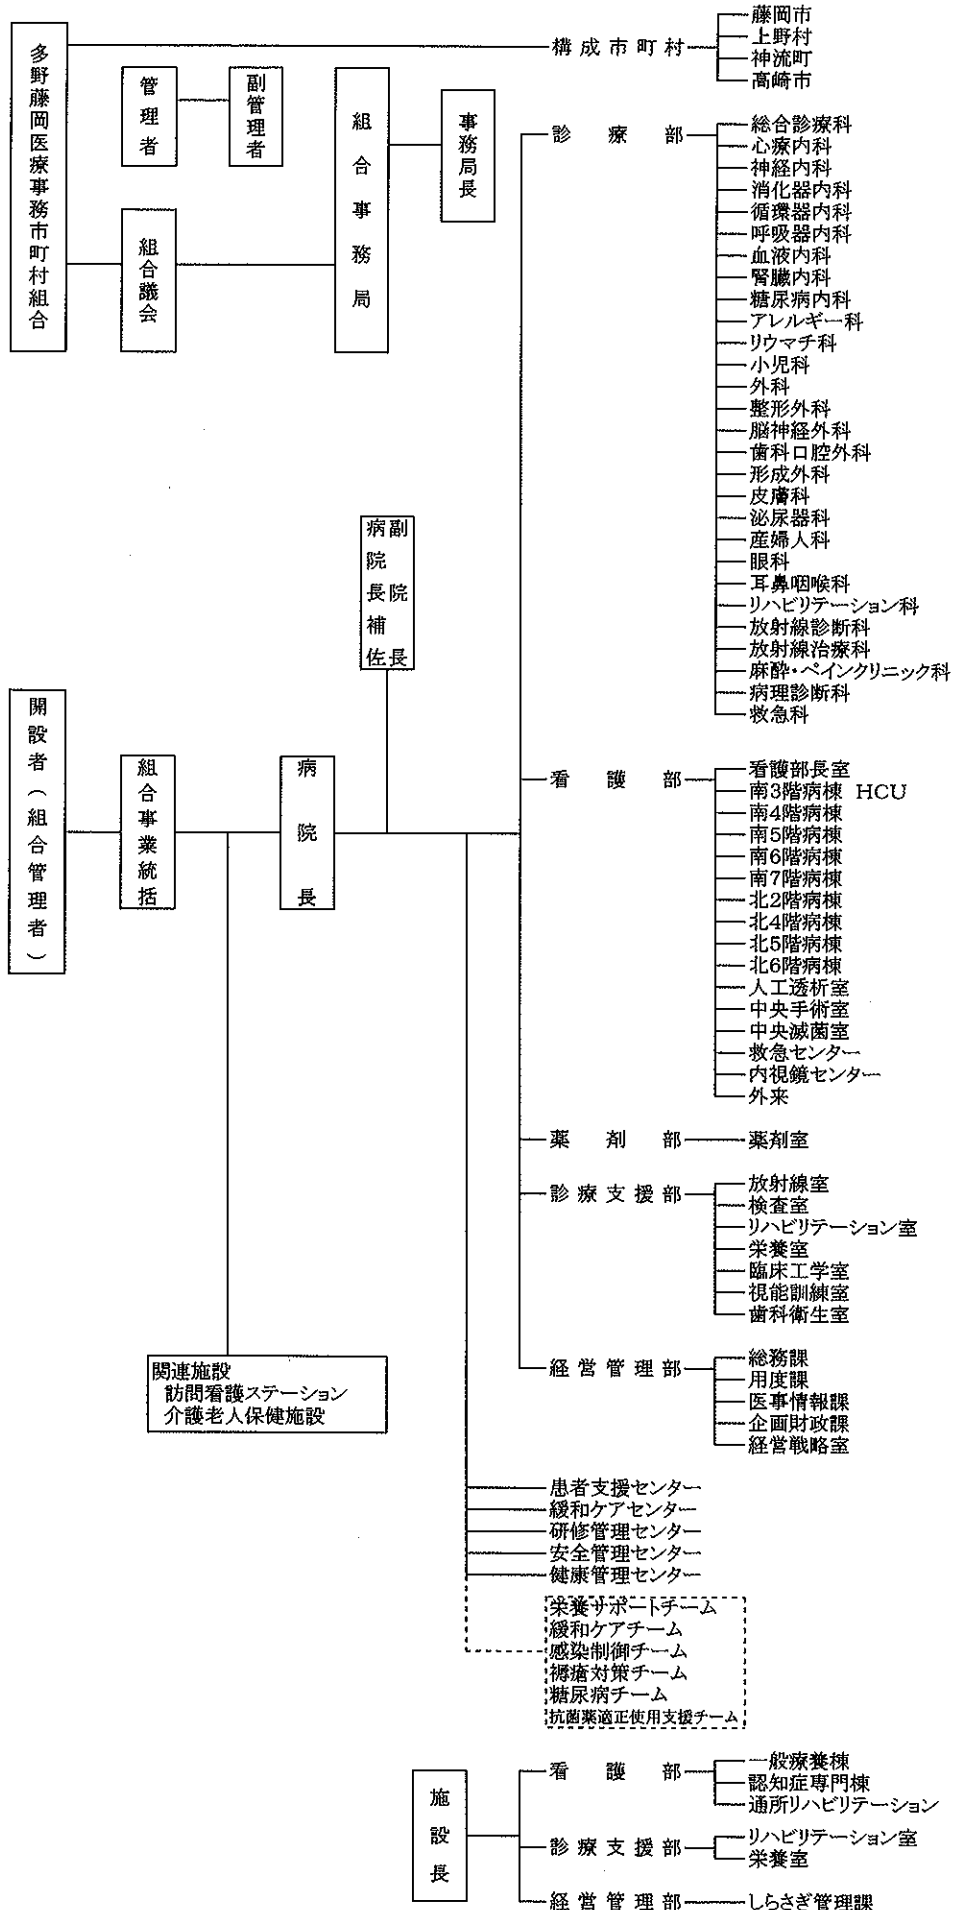 多野藤岡医療事務市町村組合
構成市町村
藤岡市
上野村
神流町
高崎市
管理者
副管理者
組合議会
組合事務局
事務局長
開設者(組合管理者)
組合事業統括
病院長
副院長
病院長補佐
関連施設
訪問看護ステーション
介護老人保健施設
診療部
総合診療科
心療内科
神経内科
消化器内科
循環器内科
呼吸器内科
血液内科
腎臓内科
糖尿病内科
アレルギー科
リウマチ科
小児科
外科
整形外科
脳神経外科
歯科口腔外科
形成外科
皮膚科
泌尿器科
産婦人科
眼科
耳鼻咽喉科
リハビリテーション科
放射線診断科
放射線治療科
麻酔・ペインクリニック科
病理診断科
救急科
看護部
看護部長室
南3階病棟 HCU
南4階病棟
南5階病棟
南6階病棟
南7階病棟
北2階病棟
北4階病棟
北5階病棟
北6階病棟
人工透析室
中央手術室
中央滅菌室
救急センター
内視鏡センター
外来
薬剤部
薬剤室
診療支援部
放射線室
検査室
リハビリテーション室
栄養室
臨床工学室
視能訓練室
歯科衛生室
経営管理部
総務課
用度課
医事情報課
企画財政課
経営戦略室
患者支援センター
緩和ケアセンター
研修管理センター
安全管理センター
健康管理センター
栄養サポートチーム
緩和ケアチーム
感染制御チーム
褥瘡対策チーム
糖尿病チーム
抗菌薬適正使用支援チーム
施設長
看護部
一般療養棟
認知症専門棟
通所リハビリテーション
診療支援部
リハビリテーション室
栄養室
経営管理部
しらさぎ管理課